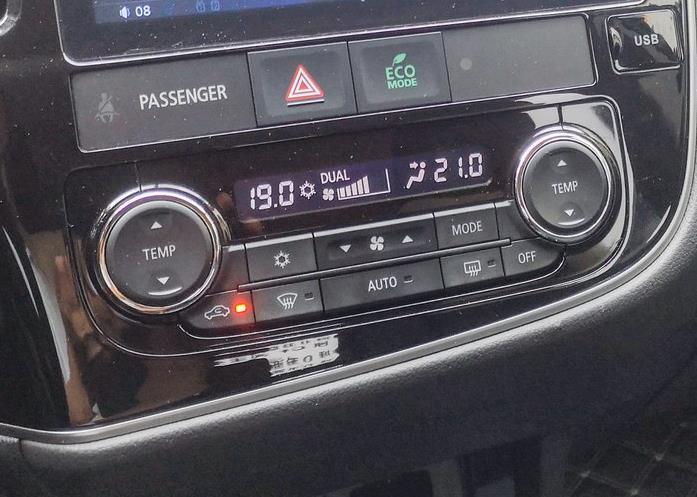 08
USB
PASSENGER
ECO
MODE
DUAL
19.0
21.0
TEMP
TEMP
MODE
AUTO
OFF